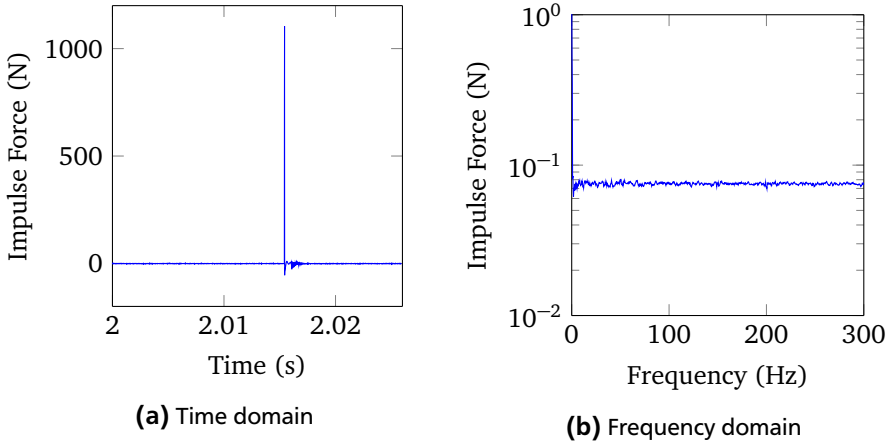 1000
500
0
Impulse Force (N)
2
2.01
2.02
Time (s)
(a) Time domain
10^0
10^−1
10^−2
Impulse Force (N)
0
100
200
300
Frequency (Hz)
(b) Frequency domain